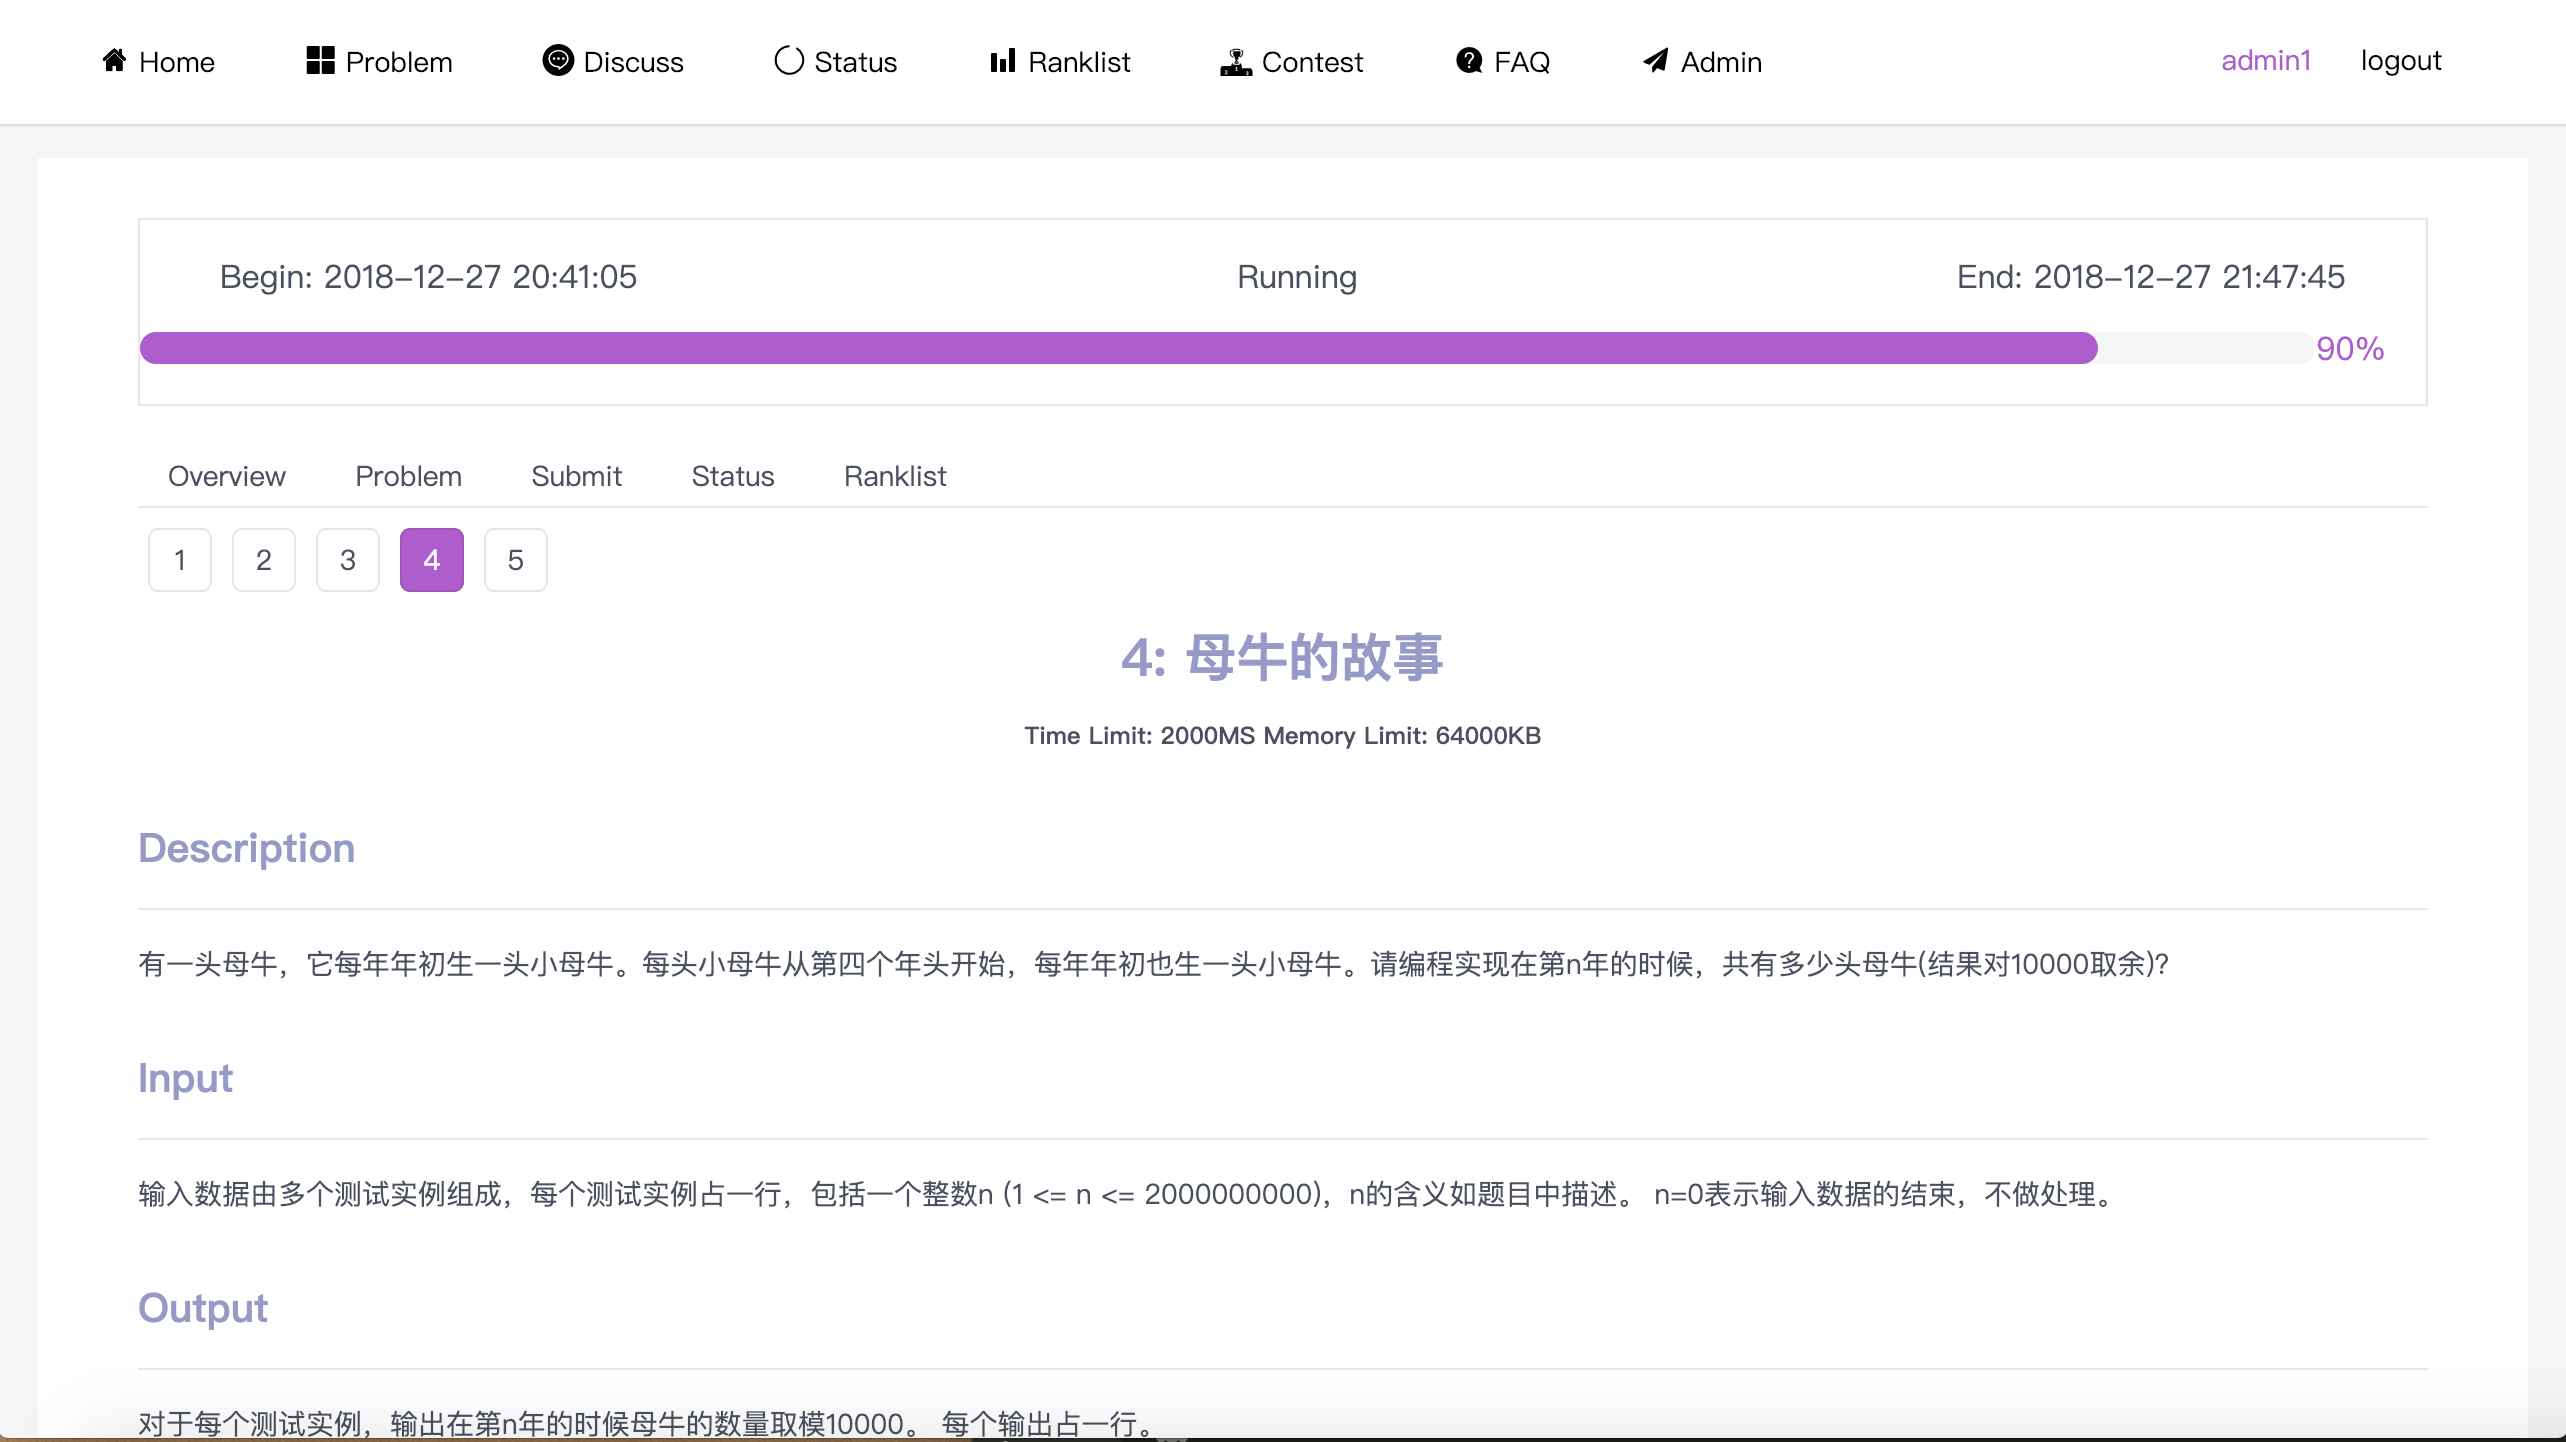 Home Problem Discuss Status Ranklist Contest FAQ Admin admin1 logout
Begin: 2018-12-27 20:41:05 Running End: 2018-12-27 21:47:45
90%
Overview Problem Submit Status Ranklist
1 2 3 4 5
4: 母牛的故事
Time Limit: 2000MS Memory Limit: 64000KB
Description
有一头母牛，它每年年初生一头小母牛。每头小母牛从第四个年头开始，每年年初也生一头小母牛。请编程实现在第n年的时候，共有多少头母牛(结果对10000取余)?
Input
输入数据由多个测试实例组成，每个测试实例占一行，包括一个整数n (1 <= n <= 2000000000)，n的含义如题目中描述。 n=0表示输入数据的结束，不做处理。
Output
对于每个测试实例，输出在第n年的时候母牛的数量取模10000。 每个输出占一行。